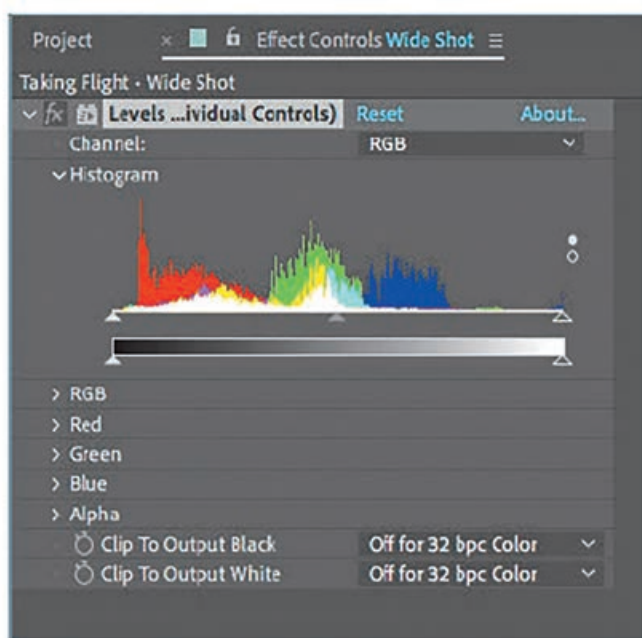 Project × Effect Controls Wide Shot
Taking Flight • Wide Shot
fx Levels ...ividual Controls) Reset About...
Channel: RGB
Histogram
RGB
Red
Green
Blue
Alpha
Clip To Output Black Off for 32 bpc Color
Clip To Output White Off for 32 bpc Color